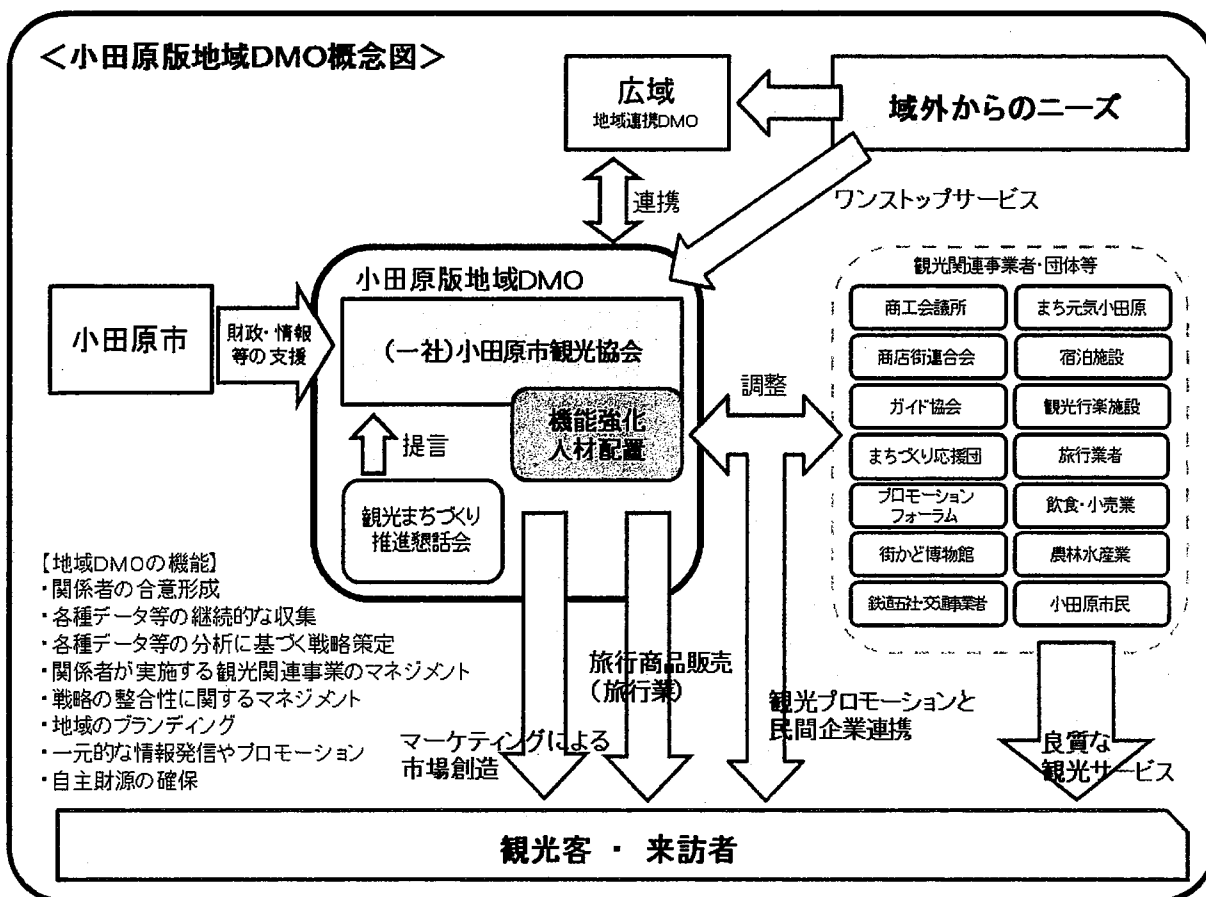 ＜小田原版地域DMO概念図＞
広域
地域連携DMO
域外からのニーズ
連携
ワンストップサービス
小田原市
財政・情報
等の支援
小田原版地域DMO
(一社)小田原市観光協会
機能強化
人材配置
提言
観光まちづくり
推進懇話会
調整
観光関連事業者・団体等
商工会議所
まち元気小田原
商店街連合会
宿泊施設
ガイド協会
観光行楽施設
まちづくり応援団
旅行業者
プロモーション
フォーラム
飲食・小売業
街かど博物館
農林水産業
鉄道五社・交通事業者
小田原市民
【地域DMOの機能】
・関係者の合意形成
・各種データ等の継続的な収集
・各種データ等の分析に基づく戦略策定
・関係者が実施する観光関連事業のマネジメント
・戦略の整合性に関するマネジメント
・地域のブランディング
・一元的な情報発信やプロモーション
・自主財源の確保
マーケティングによる
市場創造
旅行商品販売
(旅行業)
観光プロモーションと
民間企業連携
良質な
観光サービス
観光客 ・ 来訪者